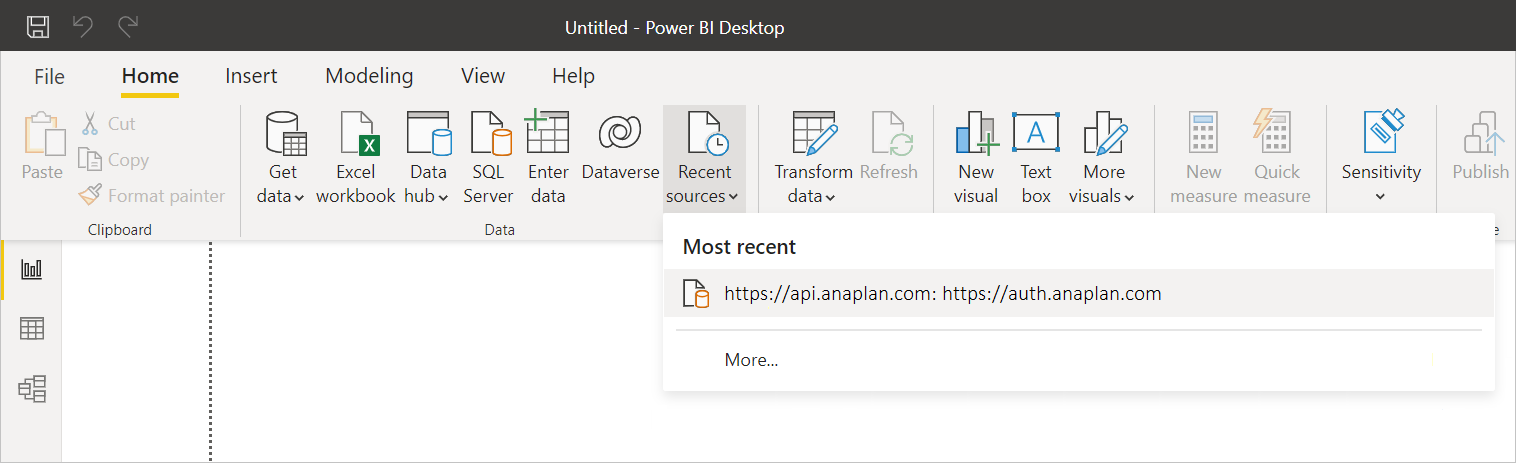 Untitled - Power BI Desktop
File Home Insert Modeling View Help
Paste
Cut
Copy
Format painter
Clipboard
Get
data
Excel
workbook
Data
hub
SQL
Server
Enter
data
Dataverse
Recent
sources
Data
Transform
data
Refresh
New
visual
Text
box
A
More
visuals
New
measure
Quick
measure
Sensitivity
Publish
Most recent
https://api.anaplan.com: https://auth.anaplan.com
More...